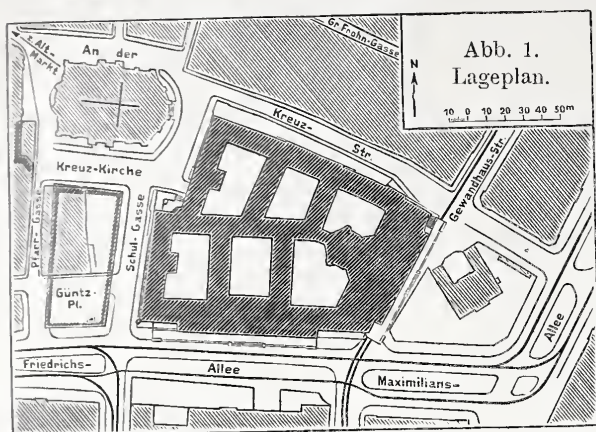 z. Alt-
Markt
An der
Kreuz-Kirche
Gr. Frohn-Gasse
Abb. 1.
Lageplan.
N
10 0 10 20 30 40 50m
Kreuz-
Str.
Gewandhaus-Str.
Pfarr-Gasse
Schul-Gasse
Güntz-
Pl.
Friedrichs-
Allee
Maximilians-
Allee